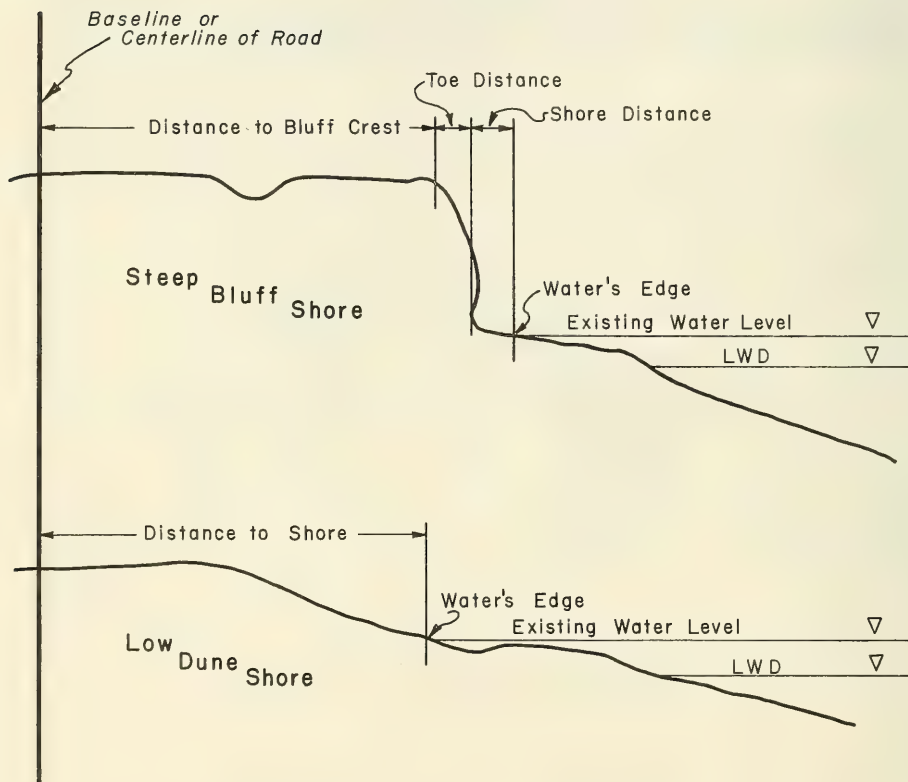 Baseline or
Centerline of Road
Toe Distance
Distance to Bluff Crest
Shore Distance
Steep Bluff Shore
Water's Edge
Existing Water Level
LWD
Distance to Shore
Water's Edge
Existing Water Level
Low Dune Shore
LWD